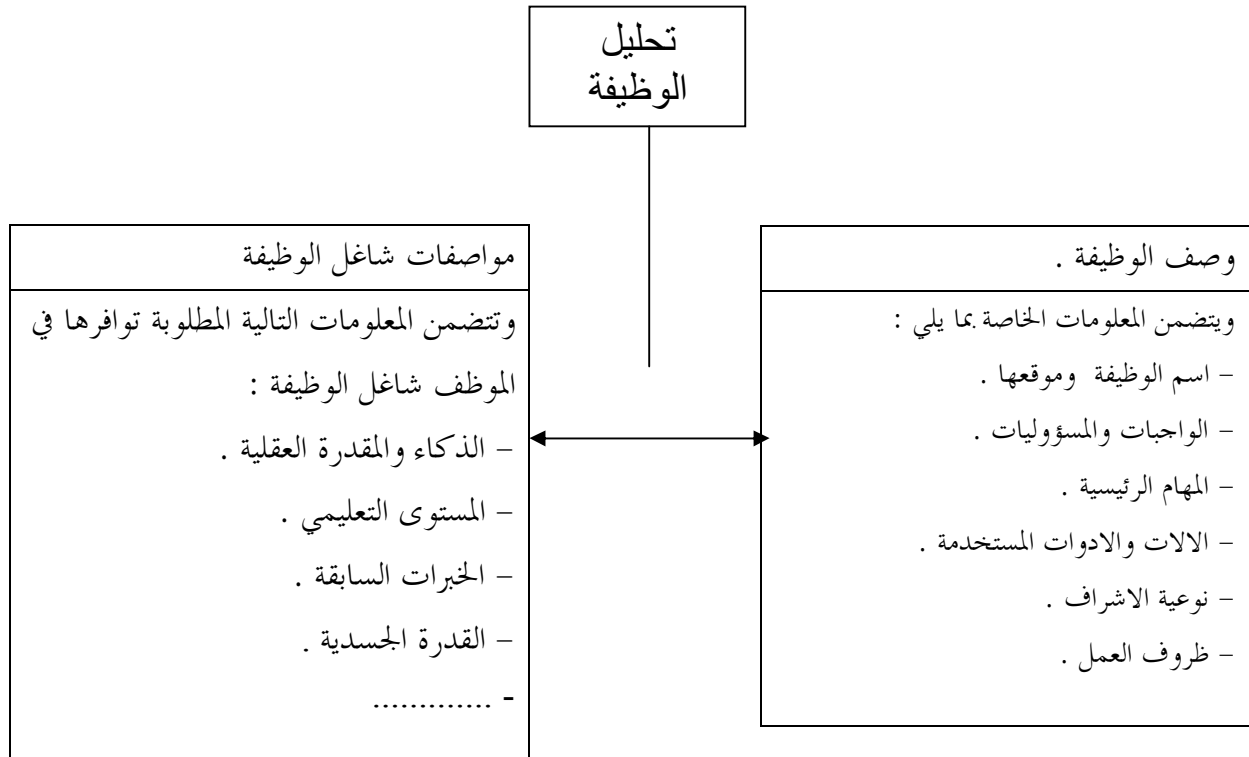 تحليل
الوظيفة
وصف الوظيفة .
ويتضمن المعلومات الخاصة بما يلي :
– اسم الوظيفة وموقعها .
– الواجبات والمسؤوليات .
– المهام الرئيسية .
– الالات والادوات المستخدمة .
– نوعية الاشراف .
– ظروف العمل .
مواصفات شاغل الوظيفة
وتتضمن المعلومات التالية المطلوبة توافرها في
الموظف شاغل الوظيفة :
– الذكاء والمقدرة العقلية .
– المستوى التعليمي .
– الخبرات السابقة .
– القدرة الجسدية .
- .............